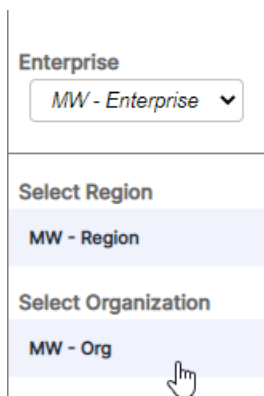 Enterprise
MW - Enterprise
Select Region
MW - Region
Select Organization
MW - Org